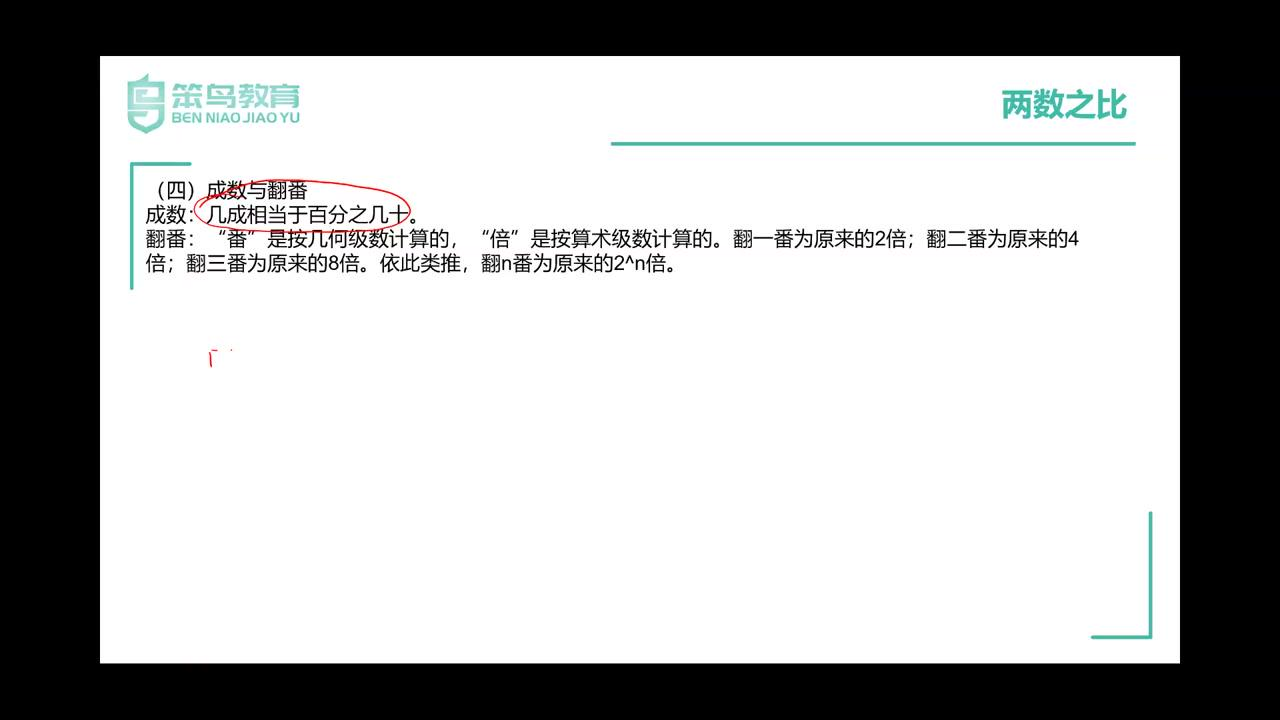 笨鸟教育
BEN NIAO JIAO YU
两数之比
（四）成数与翻番
成数：几成相当于百分之几十。
翻番：“番”是按几何级数计算的，“倍”是按算术级数计算的。翻一番为原来的2倍；翻二番为原来的4
倍；翻三番为原来的8倍。依此类推，翻n番为原来的2^n倍。